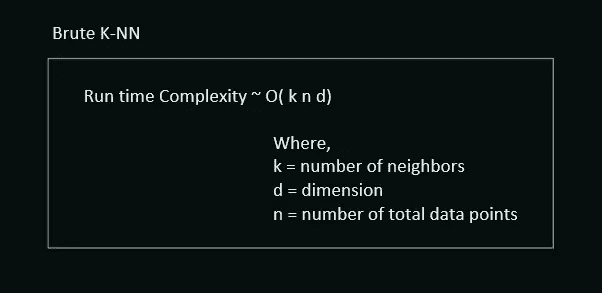 Brute K-NN
Run time Complexity ~ O( k n d)
Where,
k = number of neighbors
d = dimension
n = number of total data points